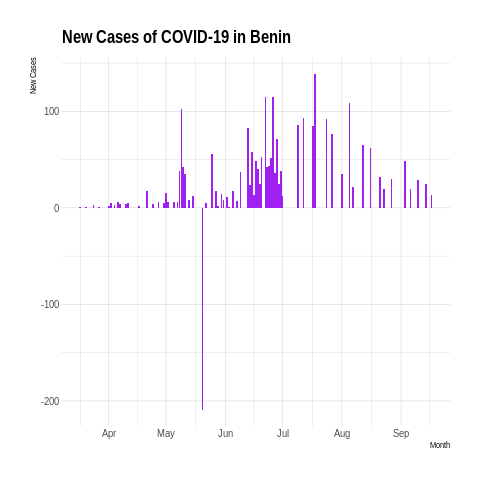 New Cases of COVID-19 in Benin
New Cases
100
0
-100
-200
Apr May Jun Jul Aug Sep
Month